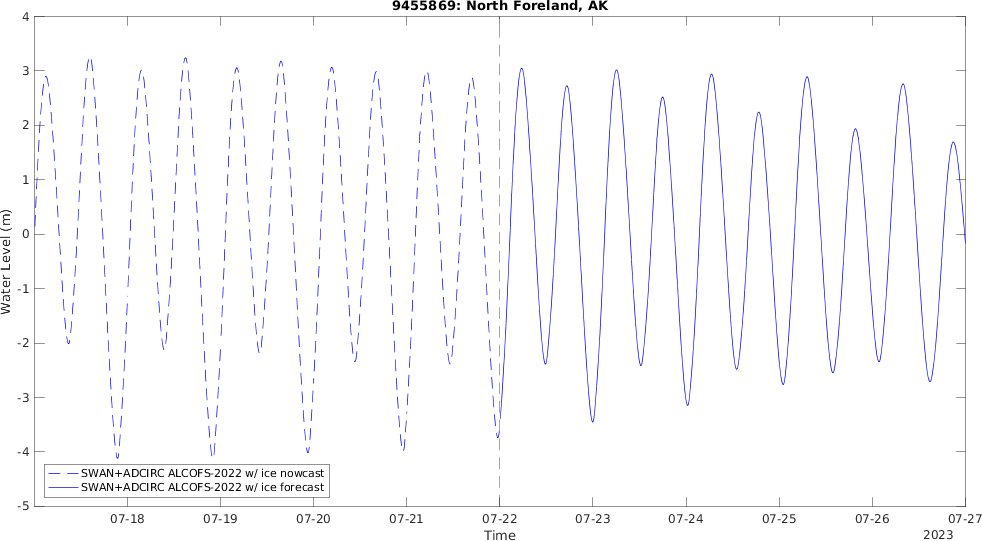 9455869: North Foreland, AK
4
3
2
1
0
-1
-2
-3
-4
-5
Water Level (m)
SWAN+ADCIRC ALCOFS-2022 w/ ice nowcast
SWAN+ADCIRC ALCOFS-2022 w/ ice forecast
07-18 07-19 07-20 07-21 07-22 07-23 07-24 07-25 07-26 07-27
Time
2023